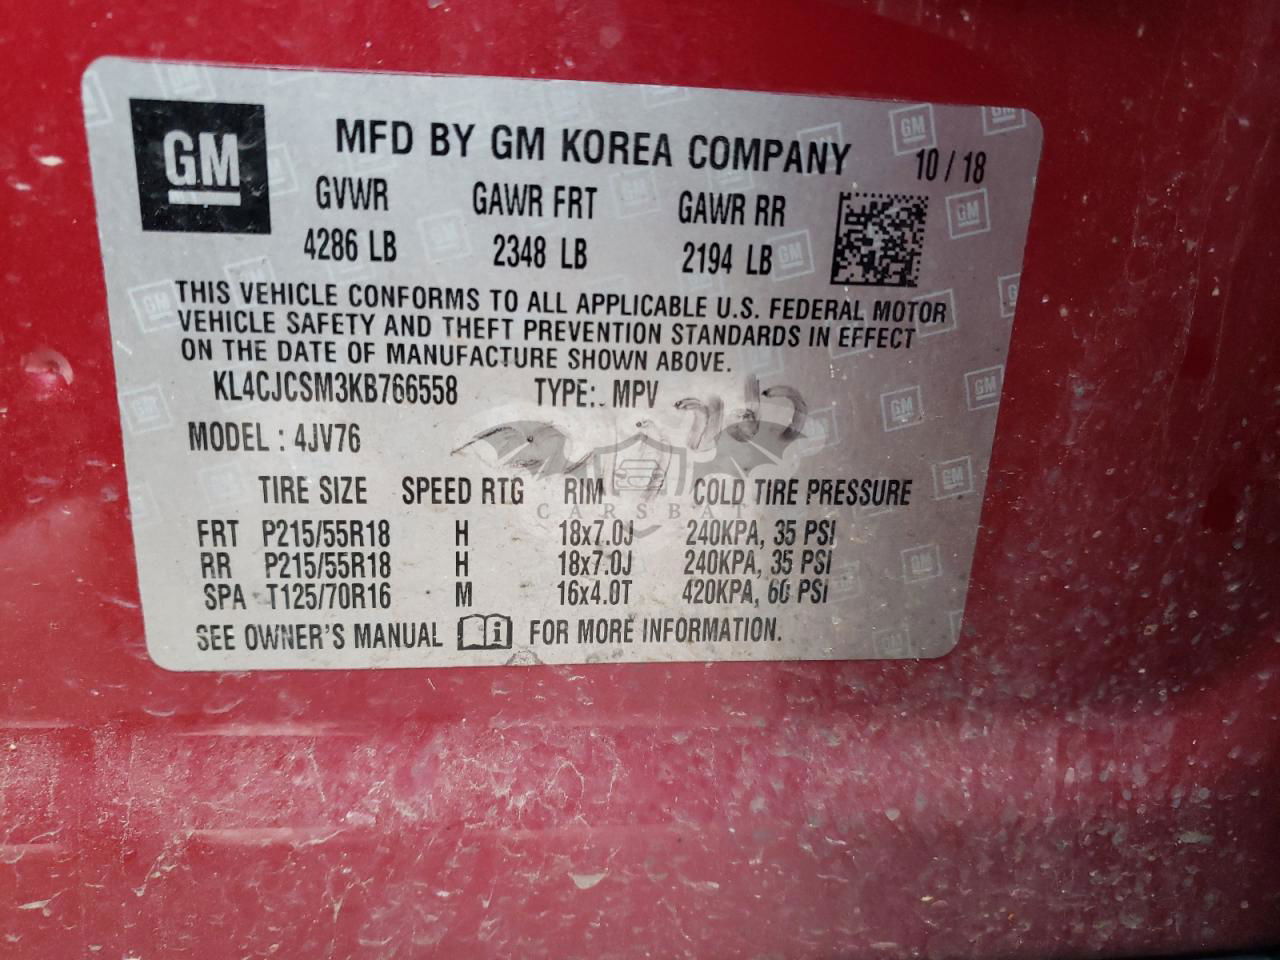 GM
MFD BY GM KOREA COMPANY 10 / 18
GVWR GAWR FRT GAWR RR
4286 LB 2348 LB 2194 LB
THIS VEHICLE CONFORMS TO ALL APPLICABLE U.S. FEDERAL MOTOR
VEHICLE SAFETY AND THEFT PREVENTION STANDARDS IN EFFECT
ON THE DATE OF MANUFACTURE SHOWN ABOVE.
KL4CJCSM3KB766558 TYPE: MPV
MODEL : 4JV76
TIRE SIZE SPEED RTG RIM COLD TIRE PRESSURE
CARSBAT
FRT P215/55R18 H 18x7.0J 240KPA, 35 PSI
RR P215/55R18 H 18x7.0J 240KPA, 35 PSI
SPA T125/70R16 M 16x4.0T 420KPA, 60 PSI
SEE OWNER'S MANUAL FOR MORE INFORMATION.